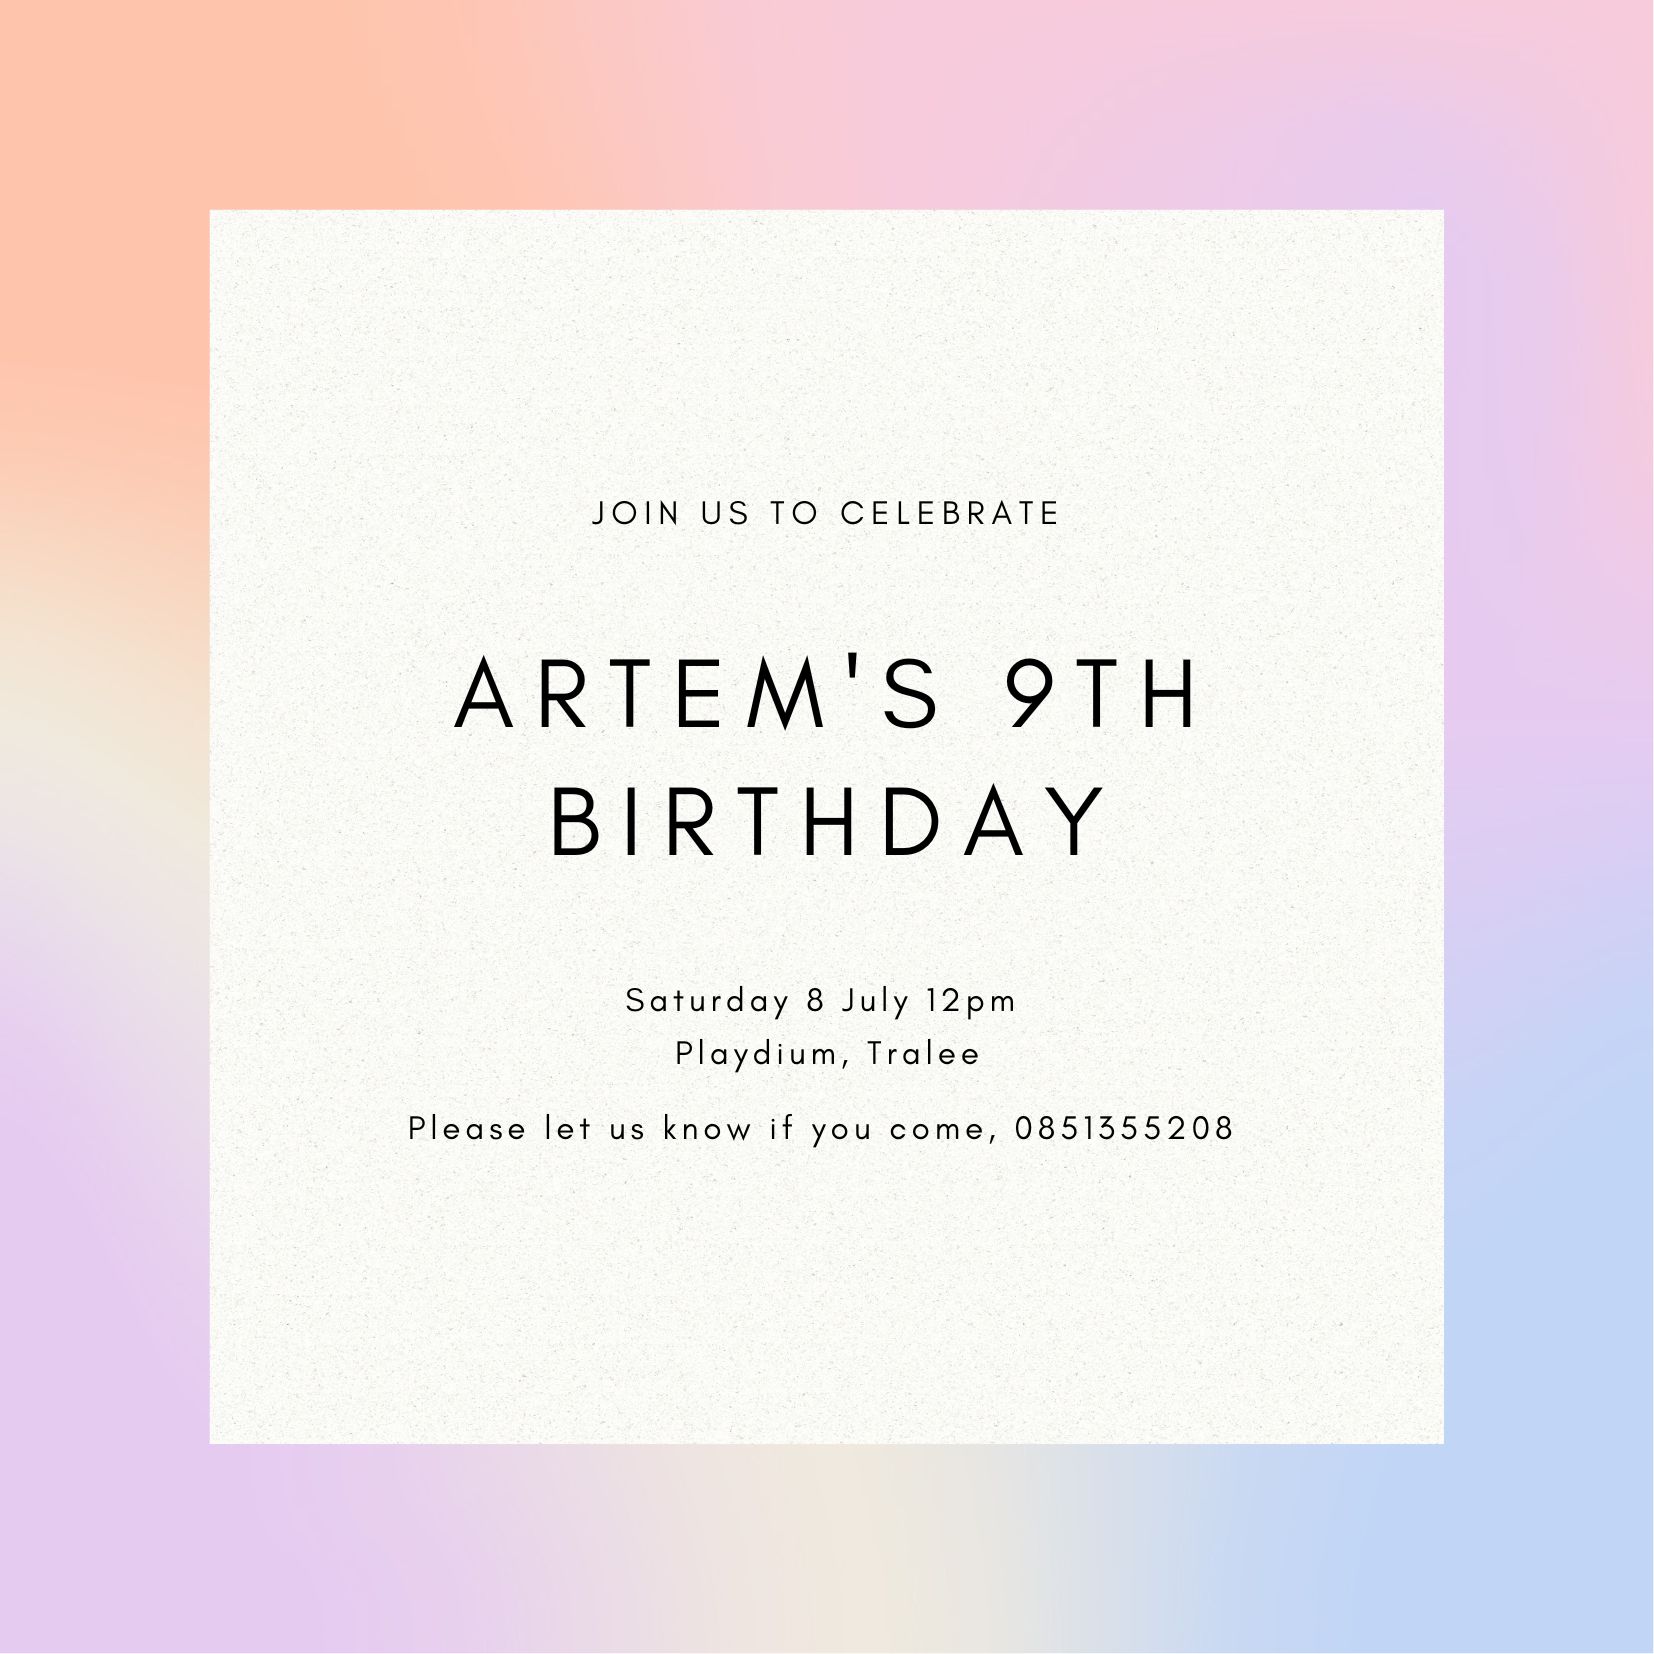 JOIN US TO CELEBRATE
ARTEM'S 9TH
BIRTHDAY
Saturday 8 July 12pm
Playdium, Tralee
Please let us know if you come, 0851355208